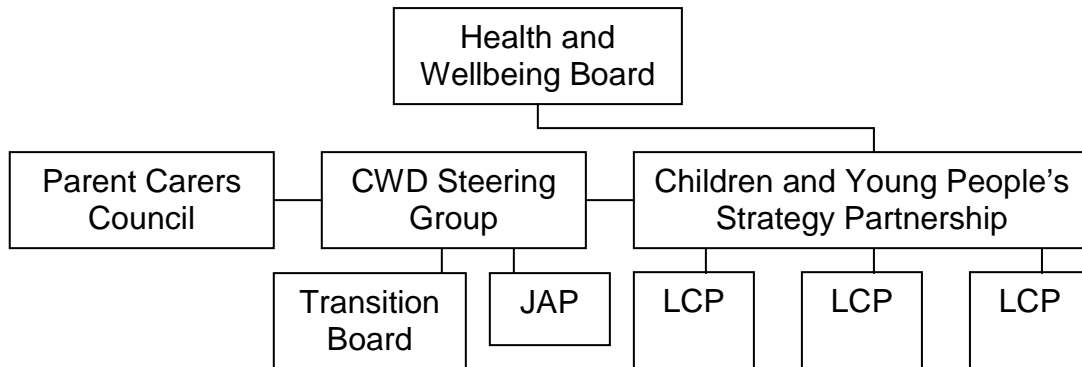 Health and
Wellbeing Board
Parent Carers
Council
CWD Steering
Group
Children and Young People's
Strategy Partnership
Transition
Board
JAP
LCP
LCP
LCP